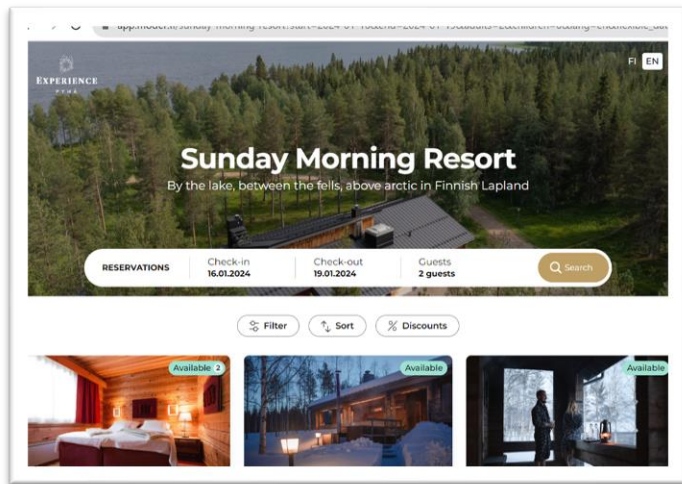 EXPERIENCE
PYHÄ
FI EN
Sunday Morning Resort
By the lake, between the fells, above arctic in Finnish Lapland
RESERVATIONS
Check-in
16.01.2024
Check-out
19.01.2024
Guests
2 guests
Search
Filter
Sort
Discounts
Available 2
Available
Available